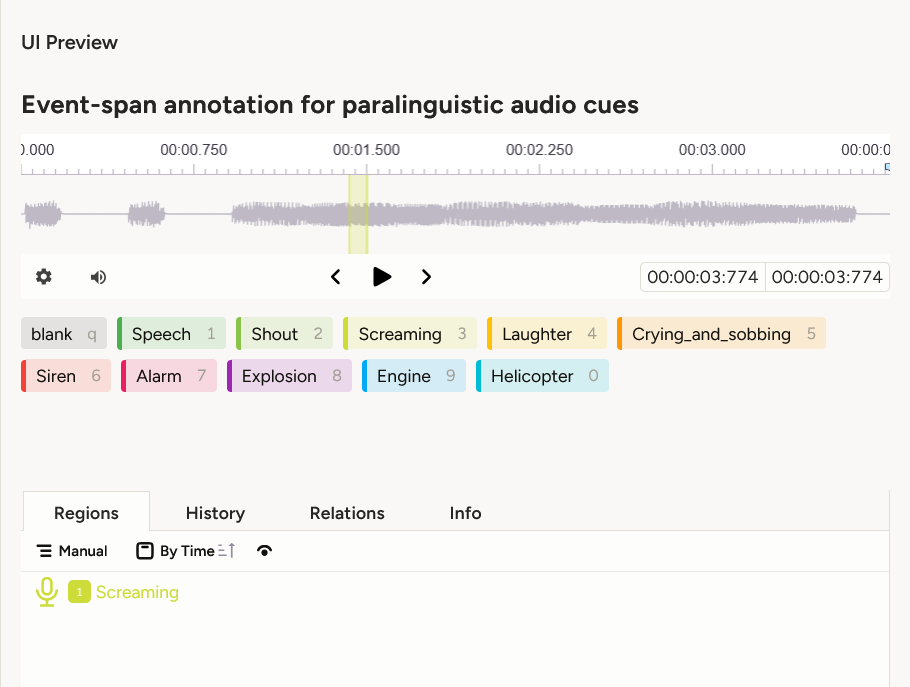 UI Preview
Event-span annotation for paralinguistic audio cues
0.000 00:00.750 00:01.500 00:02.250 00:03.000 00:00:0
00:00:03:774 00:00:03:774
blank q Speech 1 Shout 2 Screaming 3 Laughter 4 Crying_and_sobbing 5
Siren 6 Alarm 7 Explosion 8 Engine 9 Helicopter 0
Regions History Relations Info
Manual By Time
1 Screaming